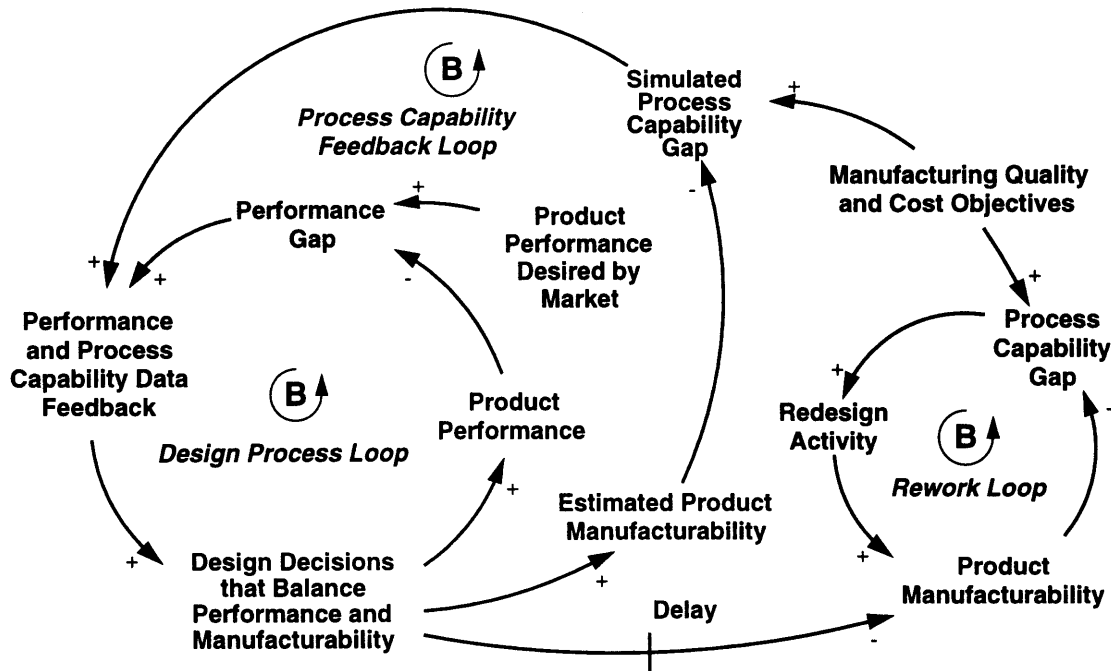 B
Process Capability
Feedback Loop
Simulated
Process
Capability
Gap
+
-
Manufacturing Quality
and Cost Objectives
+
Performance
Gap
+
-
Product
Performance
Desired by
Market
+
+
Performance
and Process
Capability Data
Feedback
B
Design Process Loop
Product
Performance
+
Process
Capability
Gap
-
+
Redesign
Activity
B
Rework Loop
Estimated Product
Manufacturability
+
+
Design Decisions
that Balance
Performance and
Manufacturability
+
Product
Manufacturability
-
Delay